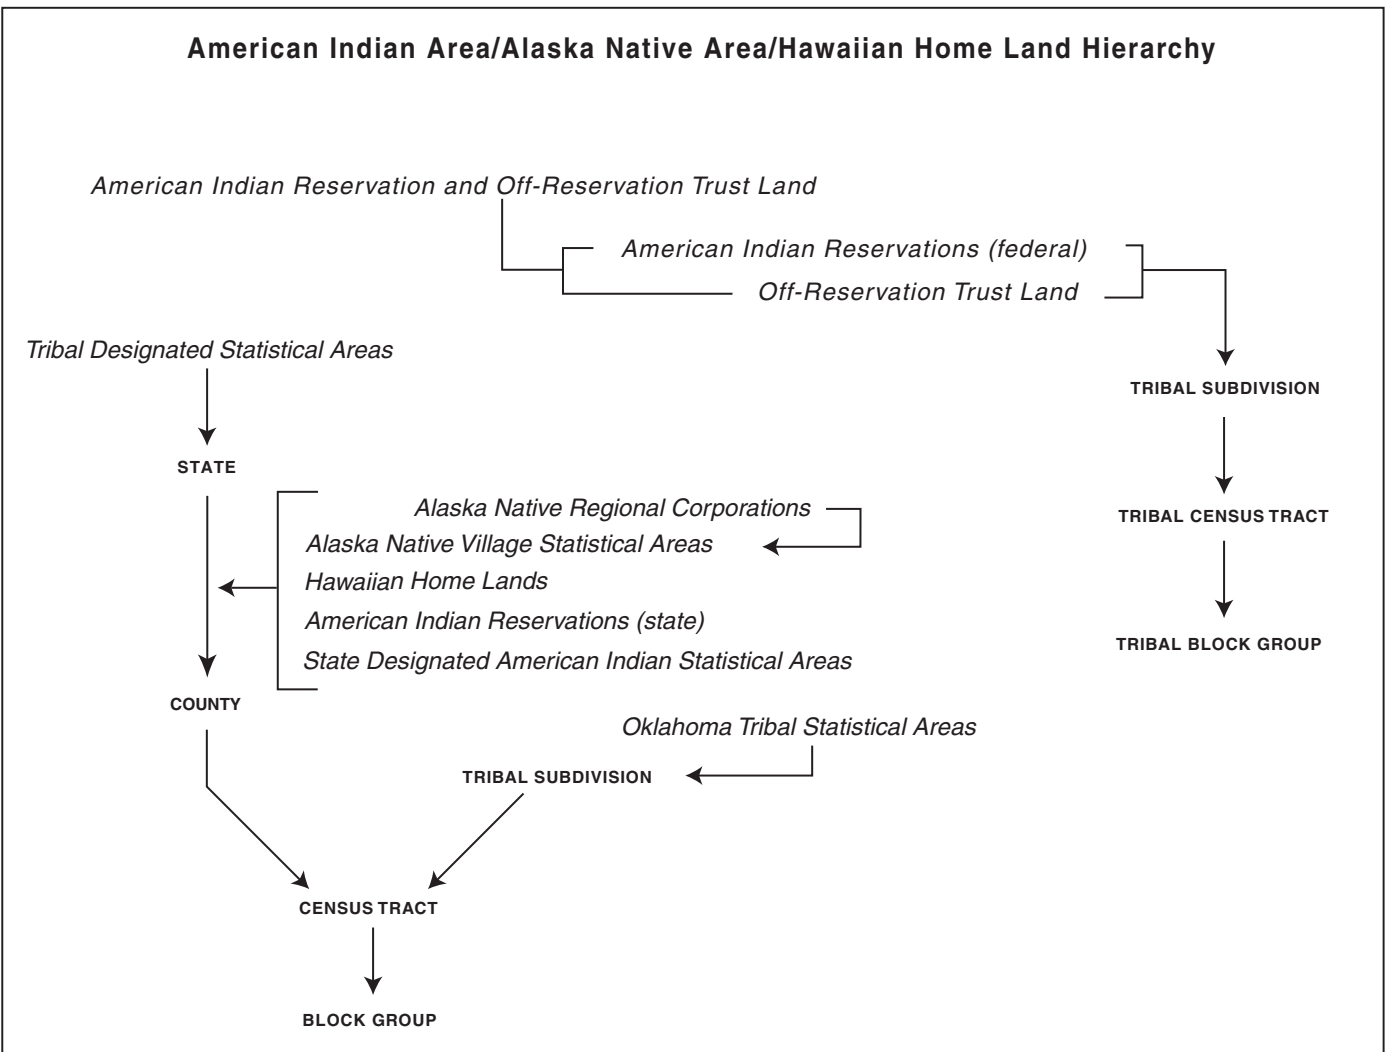 American Indian Area/Alaska Native Area/Hawaiian Home Land Hierarchy
American Indian Reservation and Off-Reservation Trust Land
American Indian Reservations (federal)
Off-Reservation Trust Land
Tribal Designated Statistical Areas
TRIBAL SUBDIVISION
STATE
Alaska Native Regional Corporations
TRIBAL CENSUS TRACT
Alaska Native Village Statistical Areas
Hawaiian Home Lands
American Indian Reservations (state)
TRIBAL BLOCK GROUP
State Designated American Indian Statistical Areas
COUNTY
Oklahoma Tribal Statistical Areas
TRIBAL SUBDIVISION
CENSUS TRACT
BLOCK GROUP